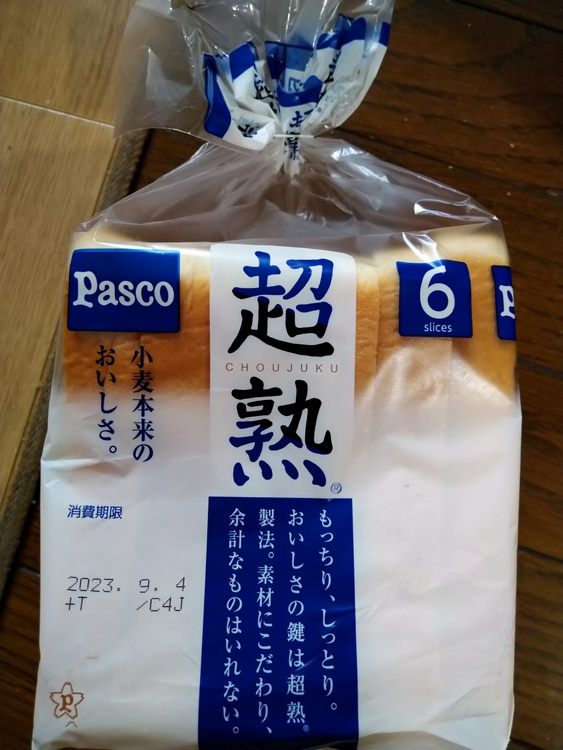 Pasco
超熟
CHOUJUKU
®
6
slices
P
小麦本来の
おいしさ。
消費期限
2023. 9. 4
+T /C4J
もっちり、しっとり。
おいしさの鍵は超熟®
製法。素材にこだわり、
余計なものはいれない。
P